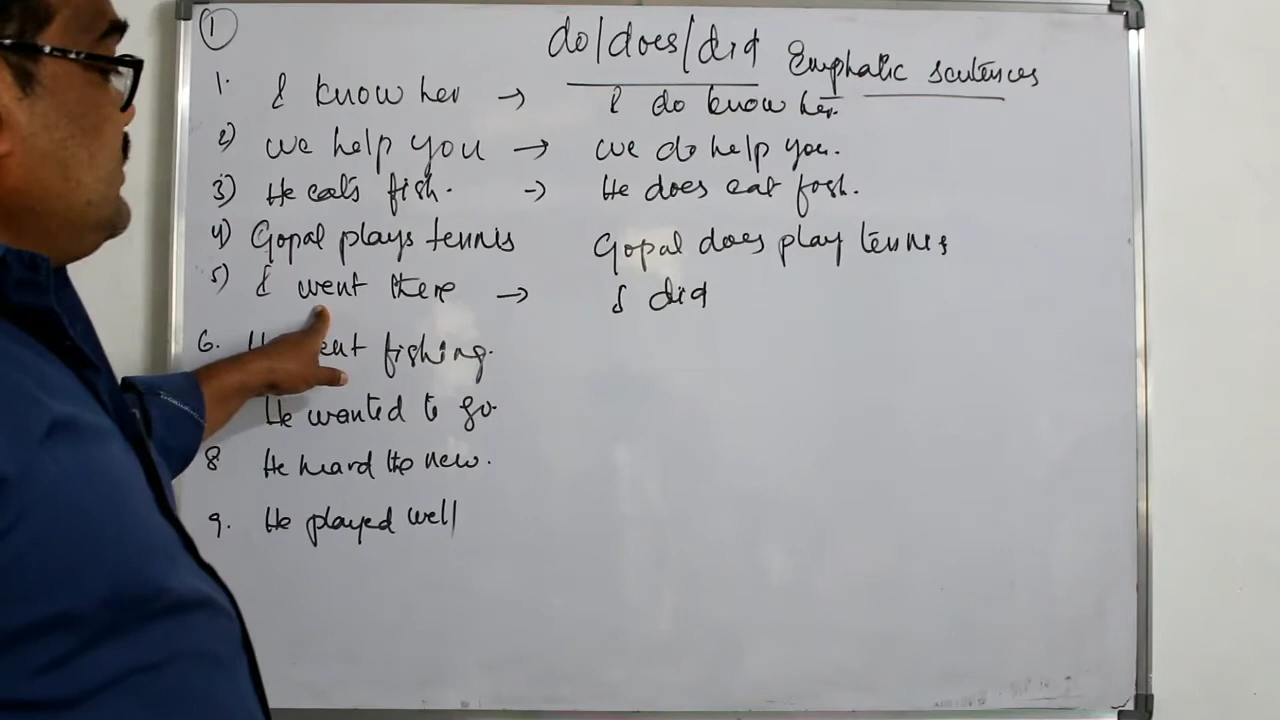 1
do/does/did Emphatic sentences
1. I know her → I do know her.
2) we help you → we do help you.
3) He eats fish. → He does eat fish.
4) Gopal plays tennis Gopal does play tennis
5) I went there → I did
6. fishing.
He wanted to go.
8 He heard the new.
9. He played well